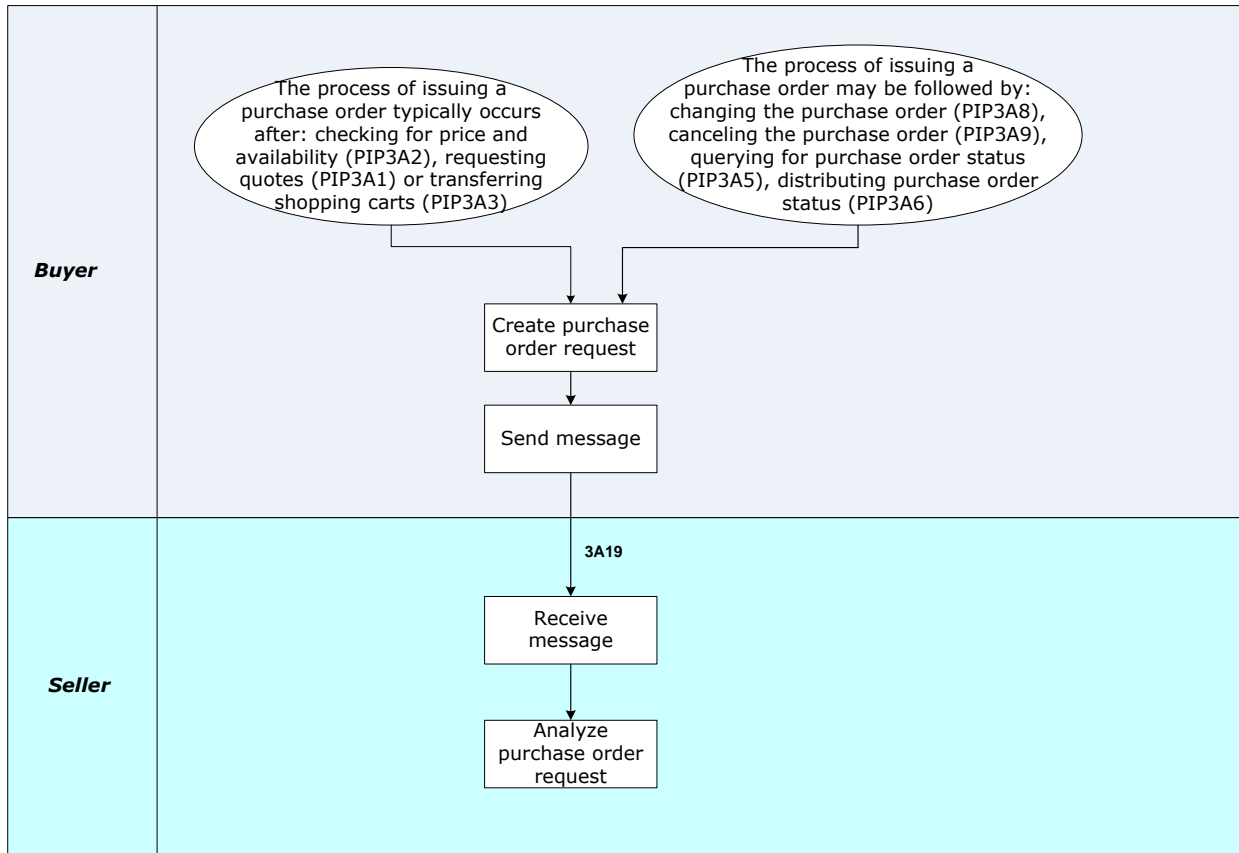 The process of issuing a
purchase order typically occurs
after: checking for price and
availability (PIP3A2), requesting
quotes (PIP3A1) or transferring
shopping carts (PIP3A3)
The process of issuing a
purchase order may be followed by:
changing the purchase order (PIP3A8),
canceling the purchase order (PIP3A9),
querying for purchase order status
(PIP3A5), distributing purchase order
status (PIP3A6)
Buyer
Create purchase
order request
Send message
3A19
Receive
message
Seller
Analyze
purchase order
request